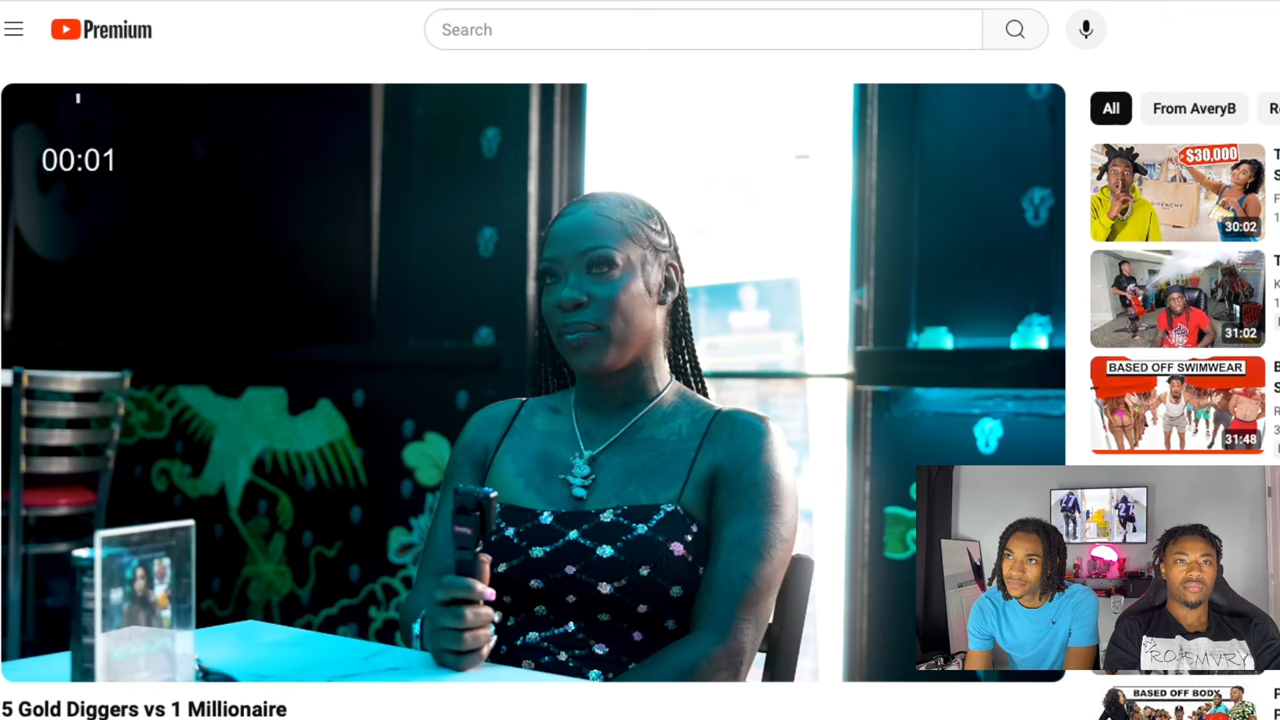 Premium
Search
00:01
All
From AveryB
$30,000
GIVENCHY
30:02
31:02
BASED OFF SWIMWEAR
31:48
27
BASED OFF BODY
5 Gold Diggers vs 1 Millionaire